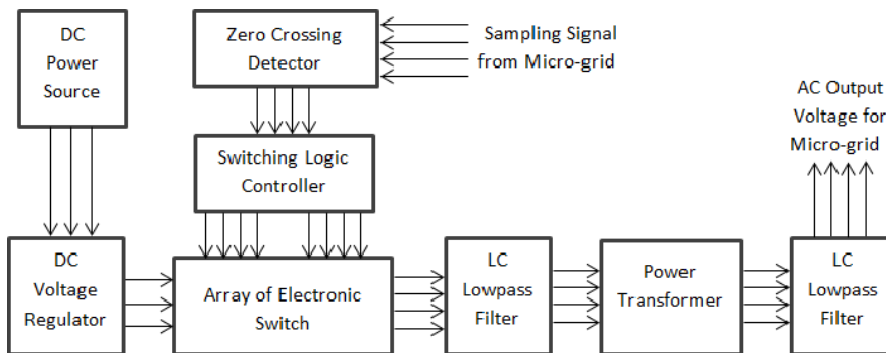 DC
Power
Source
Zero Crossing
Detector
Sampling Signal
from Micro-grid
AC Output
Voltage for
Micro-grid
Switching Logic
Controller
DC
Voltage
Regulator
Array of Electronic
Switch
LC
Lowpass
Filter
Power
Transformer
LC
Lowpass
Filter